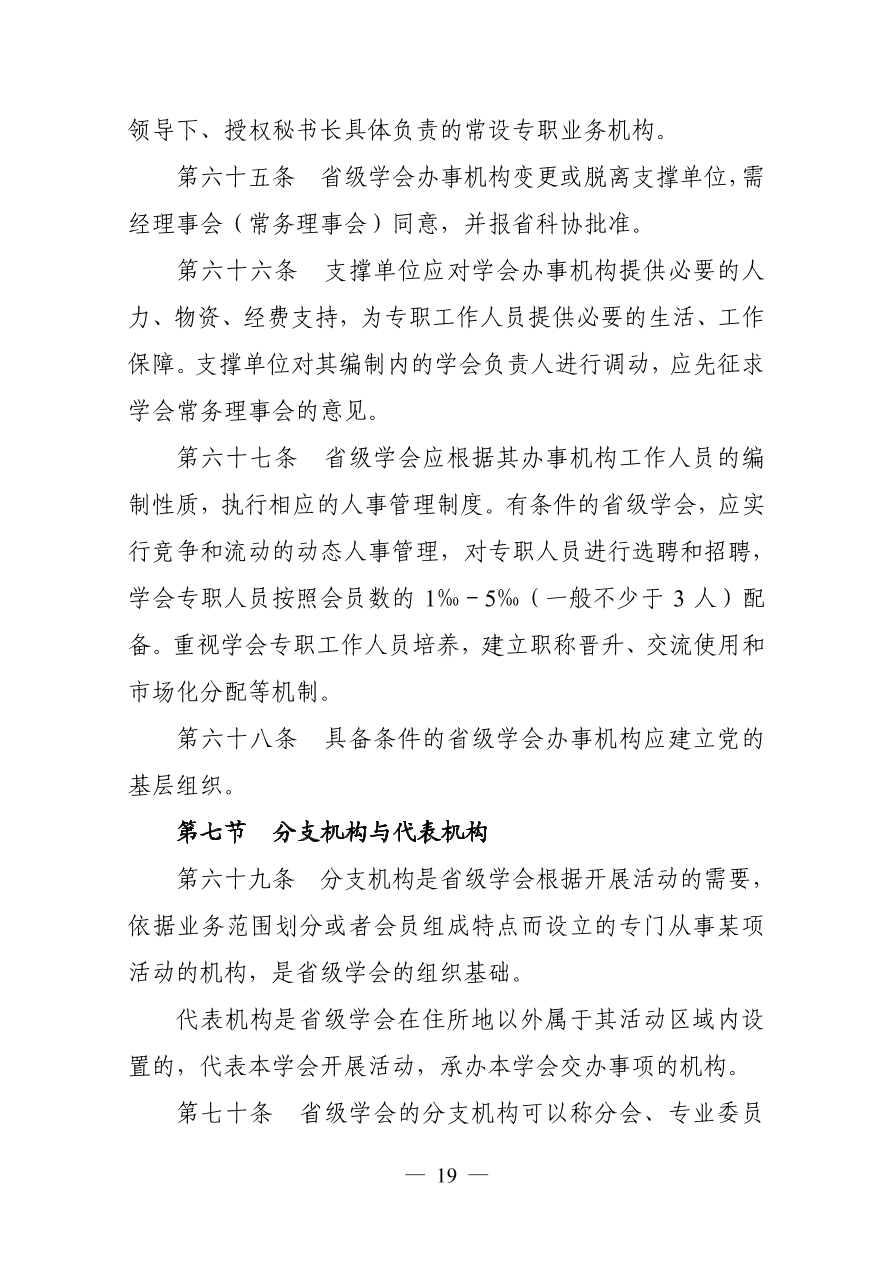 领导下、授权秘书长具体负责的常设专职业务机构。
第六十五条　省级学会办事机构变更或脱离支撑单位，需
经理事会（常务理事会）同意，并报省科协批准。
第六十六条　支撑单位应对学会办事机构提供必要的人
力、物资、经费支持，为专职工作人员提供必要的生活、工作
保障。支撑单位对其编制内的学会负责人进行调动，应先征求
学会常务理事会的意见。
第六十七条　省级学会应根据其办事机构工作人员的编
制性质，执行相应的人事管理制度。有条件的省级学会，应实
行竞争和流动的动态人事管理，对专职人员进行选聘和招聘，
学会专职人员按照会员数的 1‰－5‰（一般不少于 3 人）配
备。重视学会专职工作人员培养，建立职称晋升、交流使用和
市场化分配等机制。
第六十八条　具备条件的省级学会办事机构应建立党的
基层组织。
第七节　分支机构与代表机构
第六十九条　分支机构是省级学会根据开展活动的需要，
依据业务范围划分或者会员组成特点而设立的专门从事某项
活动的机构，是省级学会的组织基础。
代表机构是省级学会在住所地以外属于其活动区域内设
置的，代表本学会开展活动，承办本学会交办事项的机构。
第七十条　省级学会的分支机构可以称分会、专业委员
— 19 —